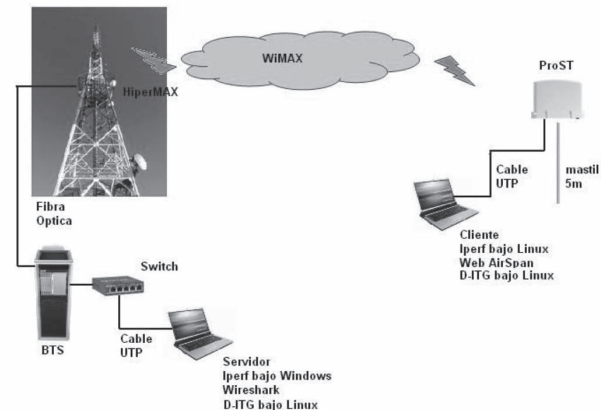 WiMAX
HiperMAX
ProST
Cable
UTP
mastil
5m
Fibra
Optica
Cliente
Iperf bajo Linux
Web AirSpan
D-ITG bajo Linux
Switch
BTS
Cable
UTP
Servidor
Iperf bajo Windows
Wireshark
D-ITG bajo Linux